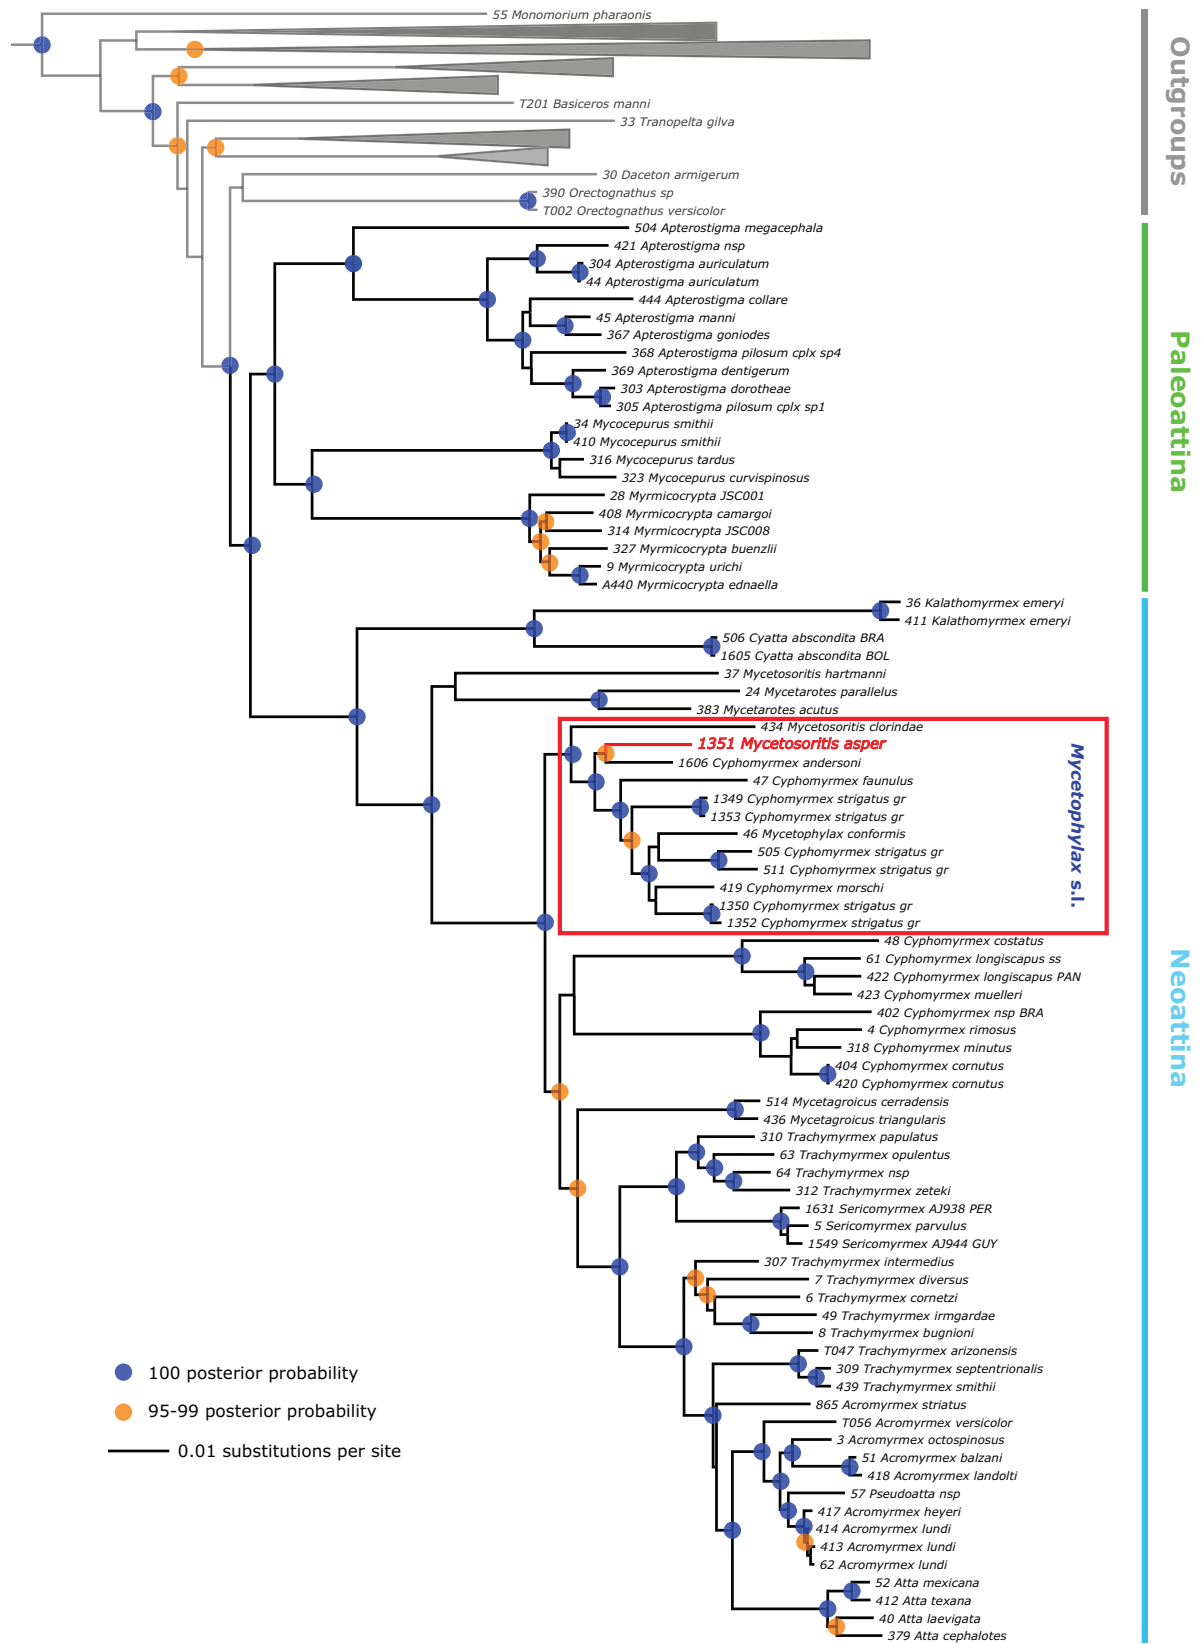 55 Monomorium pharaonis
T201 Basiceros manni
33 Tranopelta gilva
30 Daceton armigerum
390 Orectognathus sp
T002 Orectognathus versicolor
Outgroups
504 Apterostigma megacephala
421 Apterostigma nsp
304 Apterostigma auriculatum
44 Apterostigma auriculatum
444 Apterostigma collare
45 Apterostigma manni
367 Apterostigma goniodes
368 Apterostigma pilosum cplx sp4
369 Apterostigma dentigerum
303 Apterostigma dorotheae
305 Apterostigma pilosum cplx sp1
34 Mycocepurus smithii
410 Mycocepurus smithii
316 Mycocepurus tardus
323 Mycocepurus curvispinosus
28 Myrmicocrypta JSC001
408 Myrmicocrypta camargoi
314 Myrmicocrypta JSC008
327 Myrmicocrypta buenzlii
9 Myrmicocrypta urichi
A440 Myrmicocrypta ednaella
Paleoattina
36 Kalathomyrmex emeryi
411 Kalathomyrmex emeryi
506 Cyatta abscondita BRA
1605 Cyatta abscondita BOL
37 Mycetosoritis hartmanni
24 Mycetarotes parallelus
383 Mycetarotes acutus
434 Mycetosoritis clorindae
1351 Mycetosoritis asper
1606 Cyphomyrmex andersoni
47 Cyphomyrmex faunulus
1349 Cyphomyrmex strigatus gr
1353 Cyphomyrmex strigatus gr
46 Mycetophylax conformis
505 Cyphomyrmex strigatus gr
511 Cyphomyrmex strigatus gr
419 Cyphomyrmex morschi
1350 Cyphomyrmex strigatus gr
1352 Cyphomyrmex strigatus gr
Mycetophylax s.l.
48 Cyphomyrmex costatus
61 Cyphomyrmex longiscapus ss
422 Cyphomyrmex longiscapus PAN
423 Cyphomyrmex muelleri
402 Cyphomyrmex nsp BRA
4 Cyphomyrmex rimosus
318 Cyphomyrmex minutus
404 Cyphomyrmex cornutus
420 Cyphomyrmex cornutus
514 Mycetagroicus cerradensis
436 Mycetagroicus triangularis
310 Trachymyrmex papulatus
63 Trachymyrmex opulentus
64 Trachymyrmex nsp
312 Trachymyrmex zeteki
1631 Sericomyrmex AJ938 PER
5 Sericomyrmex parvulus
1549 Sericomyrmex AJ944 GUY
307 Trachymyrmex intermedius
7 Trachymyrmex diversus
6 Trachymyrmex cornetzi
49 Trachymyrmex irmgardae
8 Trachymyrmex bugnioni
T047 Trachymyrmex arizonensis
309 Trachymyrmex septentrionalis
439 Trachymyrmex smithii
865 Acromyrmex striatus
T056 Acromyrmex versicolor
3 Acromyrmex octospinosus
51 Acromyrmex balzani
418 Acromyrmex landolti
57 Pseudoatta nsp
417 Acromyrmex heyeri
414 Acromyrmex lundi
413 Acromyrmex lundi
62 Acromyrmex lundi
52 Atta mexicana
412 Atta texana
40 Atta laevigata
379 Atta cephalotes
Neoattina
100 posterior probability
95-99 posterior probability
0.01 substitutions per site